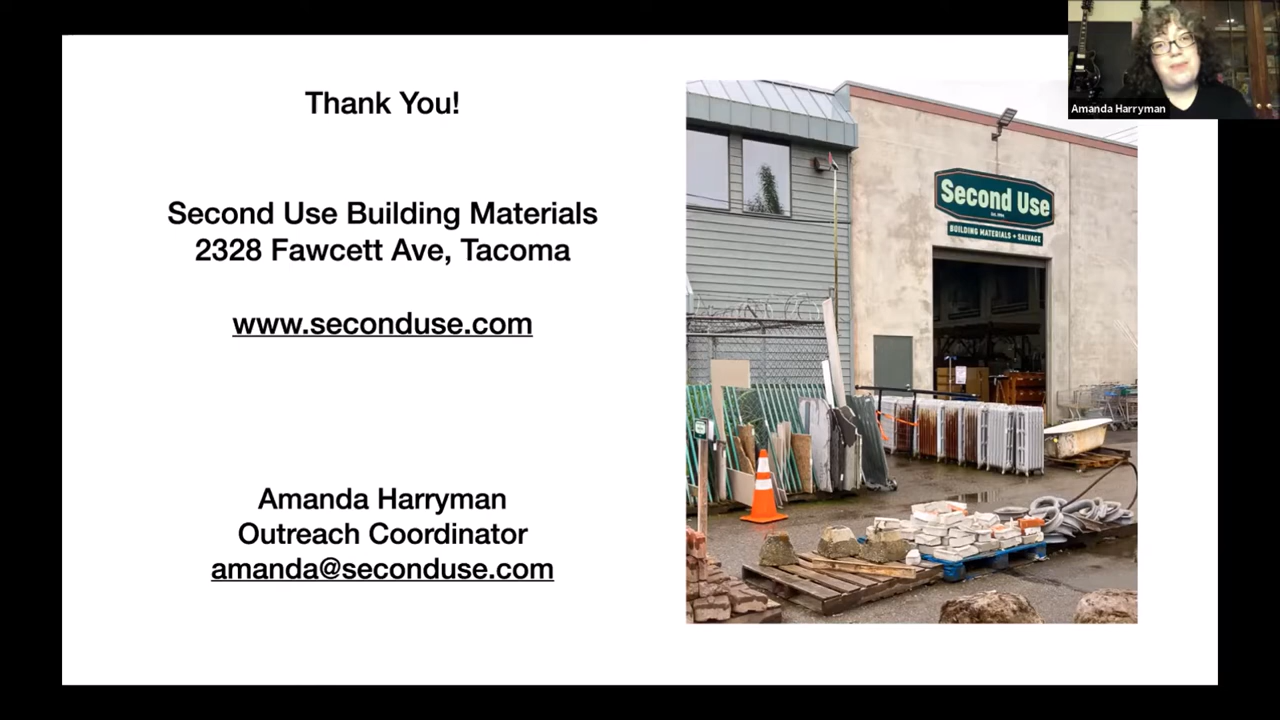 Thank You!
Second Use Building Materials
2328 Fawcett Ave, Tacoma
www.seconduse.com
Amanda Harryman
Outreach Coordinator
amanda@seconduse.com
Second Use
BUILDING MATERIALS + SALVAGE
Amanda Harryman